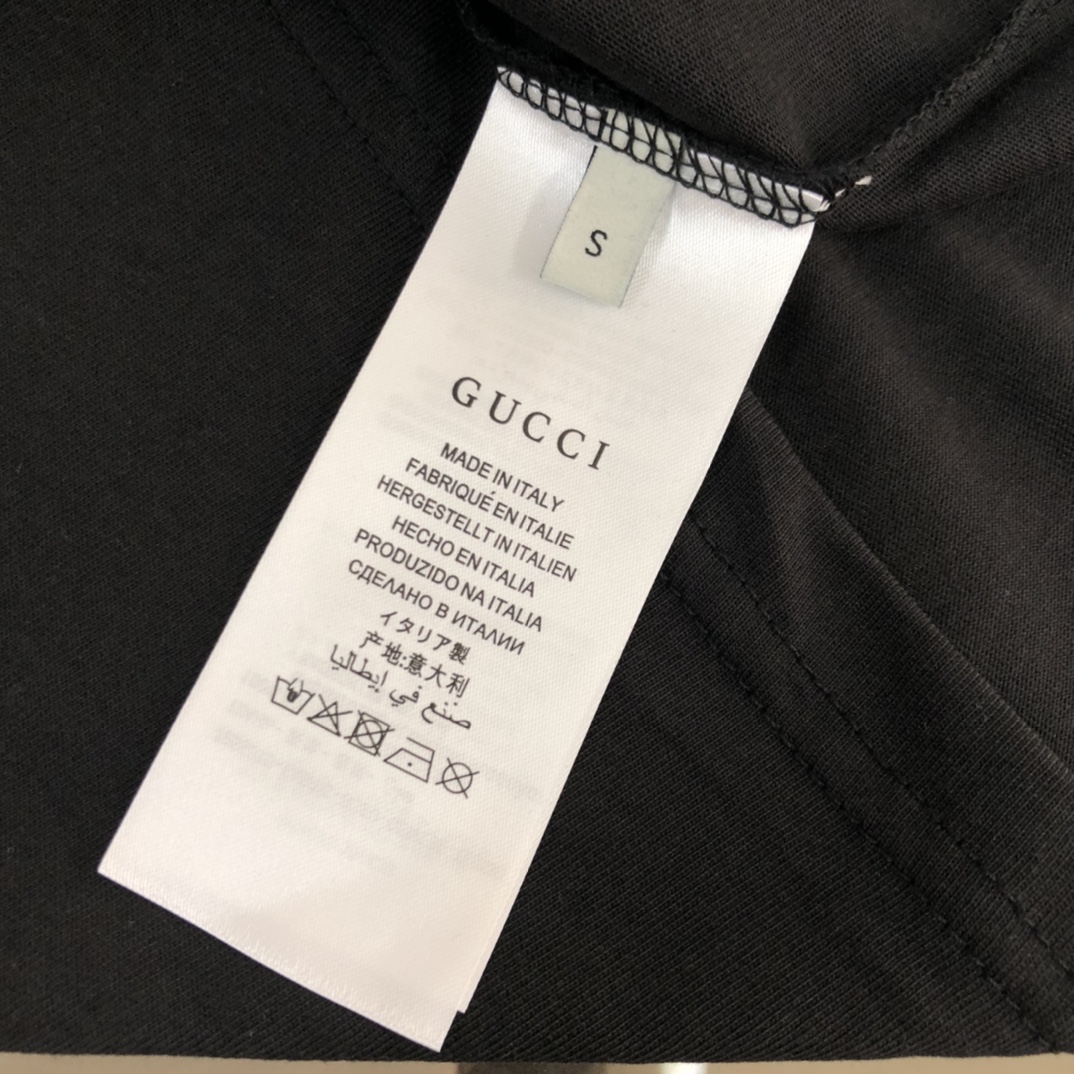 S
GUCCI
MADE IN ITALY
FABRIQUÉ EN ITALIE
HERGESTELLT IN ITALIEN
HECHO EN ITALIA
PRODUZIDO NA ITALIA
СДЕЛАНО В ИТАЛИИ
イタリア製
产地:意大利
صنع في إيطاليا